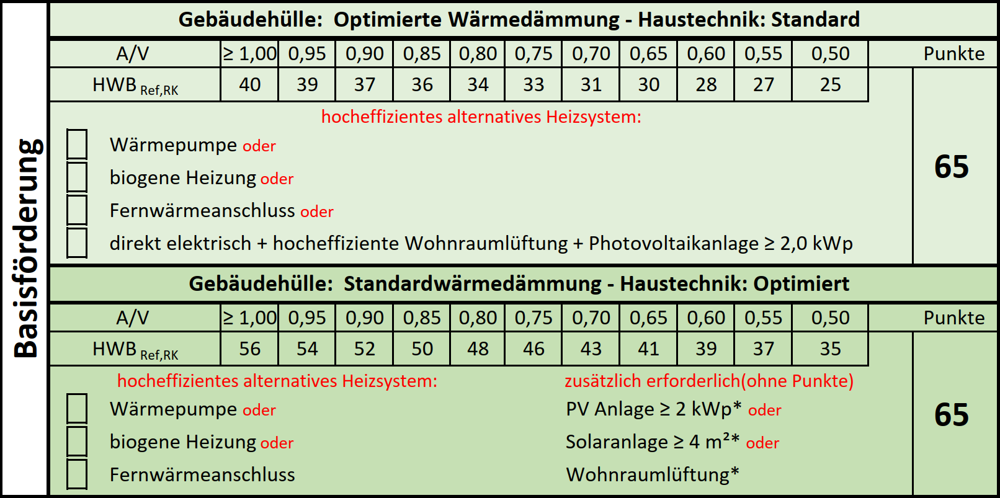 Basisförderung
Gebäudehülle:  Optimierte Wärmedämmung - Haustechnik: Standard
A/V ≥ 1,00 0,95 0,90 0,85 0,80 0,75 0,70 0,65 0,60 0,55 0,50 Punkte
HWB Ref,RK 40 39 37 36 34 33 31 30 28 27 25
hocheffizientes alternatives Heizsystem:
Wärmepumpe oder
biogene Heizung oder
65
Fernwärmeanschluss oder
direkt elektrisch + hocheffiziente Wohnraumlüftung + Photovoltaikanlage ≥ 2,0 kWp
Gebäudehülle:  Standardwärmedämmung - Haustechnik: Optimiert
A/V ≥ 1,00 0,95 0,90 0,85 0,80 0,75 0,70 0,65 0,60 0,55 0,50 Punkte
HWB Ref,RK 56 54 52 50 48 46 43 41 39 37 35
hocheffizientes alternatives Heizsystem: zusätzlich erforderlich(ohne Punkte)
Wärmepumpe oder PV Anlage ≥ 2 kWp* oder
65
biogene Heizung oder Solaranlage ≥ 4 m²* oder
Fernwärmeanschluss Wohnraumlüftung*